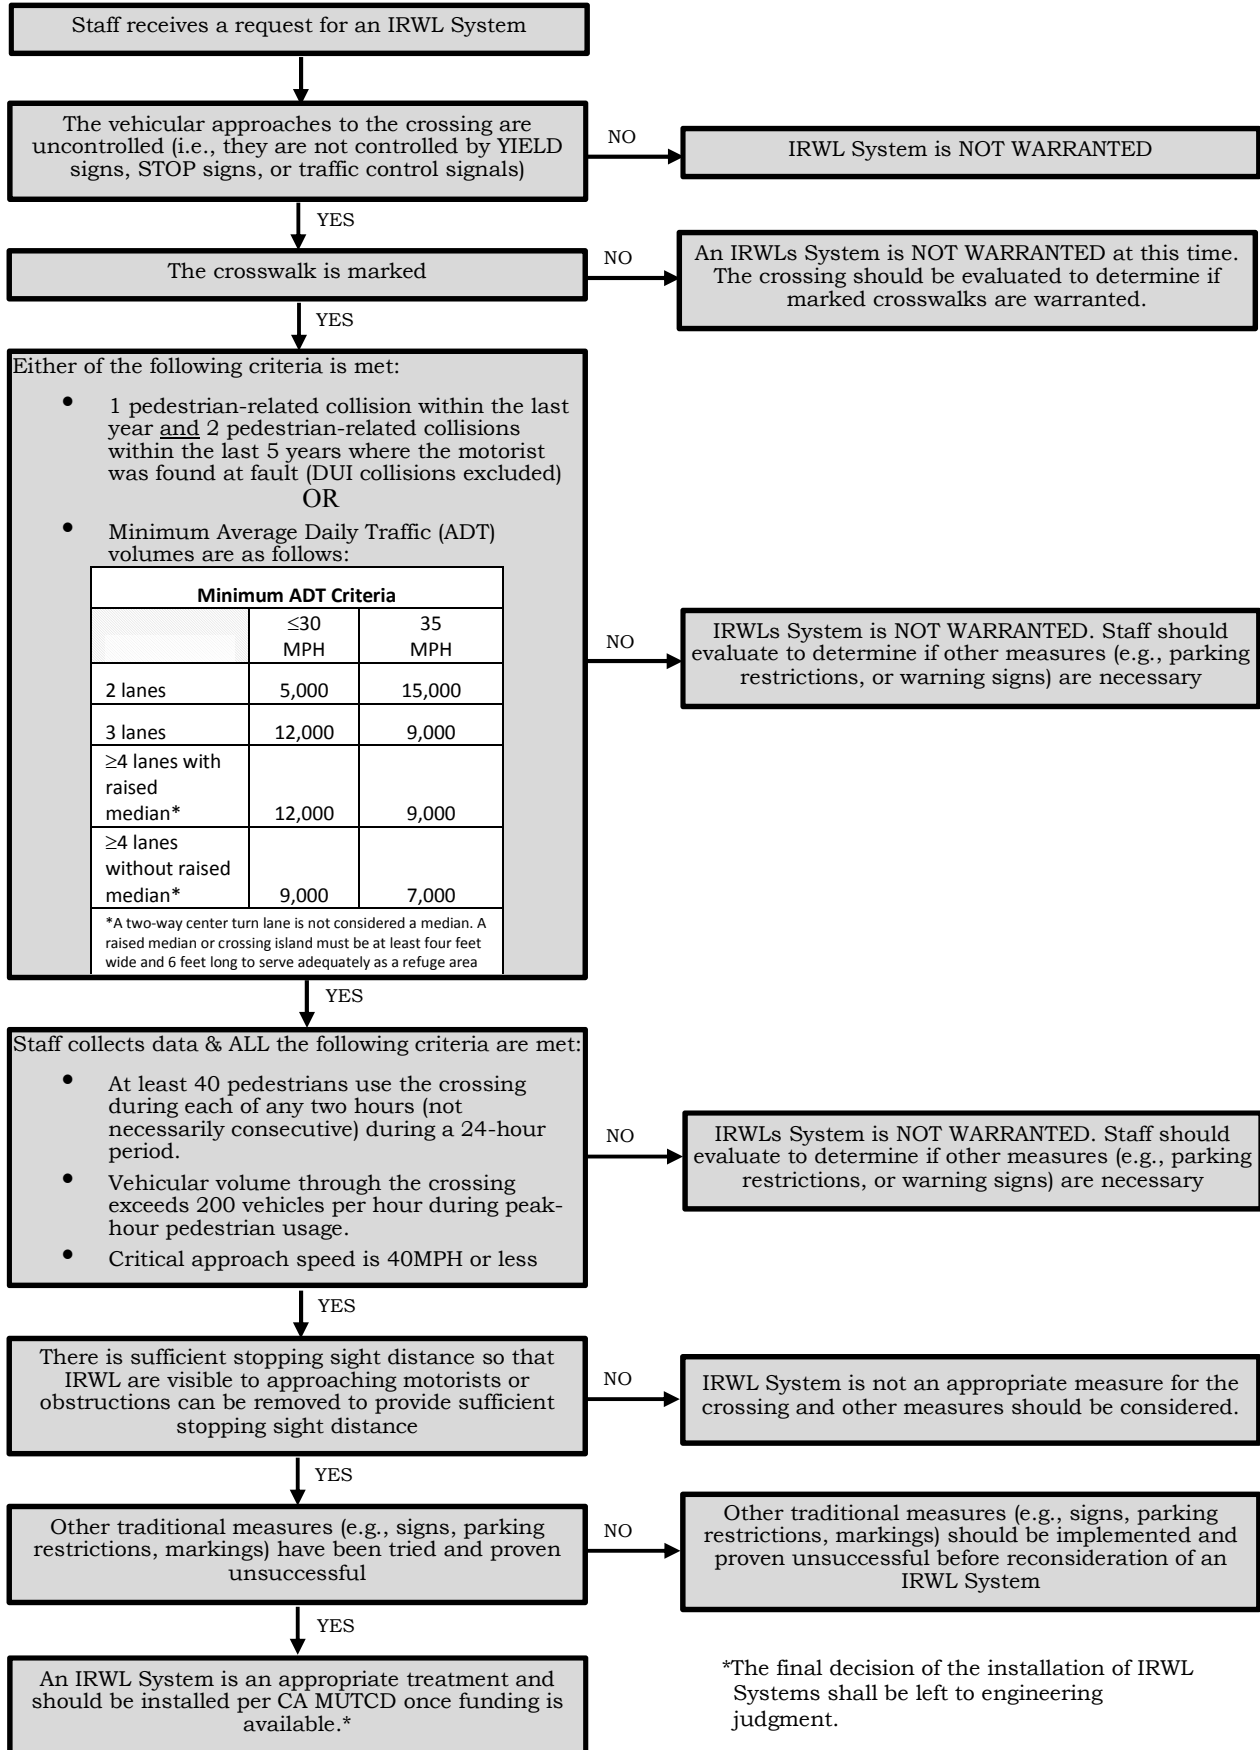 Staff receives a request for an IRWL System
The vehicular approaches to the crossing are
uncontrolled (i.e., they are not controlled by YIELD
signs, STOP signs, or traffic control signals)
NO
IRWL System is NOT WARRANTED
YES
The crosswalk is marked
NO
An IRWLs System is NOT WARRANTED at this time.
The crossing should be evaluated to determine if
marked crosswalks are warranted.
YES
Either of the following criteria is met:
• 1 pedestrian-related collision within the last
year and 2 pedestrian-related collisions
within the last 5 years where the motorist
was found at fault (DUI collisions excluded)
OR
• Minimum Average Daily Traffic (ADT)
volumes are as follows:
Minimum ADT Criteria
≤30 35
MPH MPH
2 lanes 5,000 15,000
3 lanes 12,000 9,000
≥4 lanes with
raised
median* 12,000 9,000
≥4 lanes
without raised
median* 9,000 7,000
*A two-way center turn lane is not considered a median. A
raised median or crossing island must be at least four feet
wide and 6 feet long to serve adequately as a refuge area
NO
IRWLs System is NOT WARRANTED. Staff should
evaluate to determine if other measures (e.g., parking
restrictions, or warning signs) are necessary
YES
Staff collects data & ALL the following criteria are met:
• At least 40 pedestrians use the crossing
during each of any two hours (not
necessarily consecutive) during a 24-hour
period.
• Vehicular volume through the crossing
exceeds 200 vehicles per hour during peak-
hour pedestrian usage.
• Critical approach speed is 40MPH or less
NO
IRWLs System is NOT WARRANTED. Staff should
evaluate to determine if other measures (e.g., parking
restrictions, or warning signs) are necessary
YES
There is sufficient stopping sight distance so that
IRWL are visible to approaching motorists or
obstructions can be removed to provide sufficient
stopping sight distance
NO
IRWL System is not an appropriate measure for the
crossing and other measures should be considered.
YES
Other traditional measures (e.g., signs, parking
restrictions, markings) have been tried and proven
unsuccessful
NO
Other traditional measures (e.g., signs, parking
restrictions, markings) should be implemented and
proven unsuccessful before reconsideration of an
IRWL System
YES
An IRWL System is an appropriate treatment and
should be installed per CA MUTCD once funding is
available.*
*The final decision of the installation of IRWL
Systems shall be left to engineering
judgment.